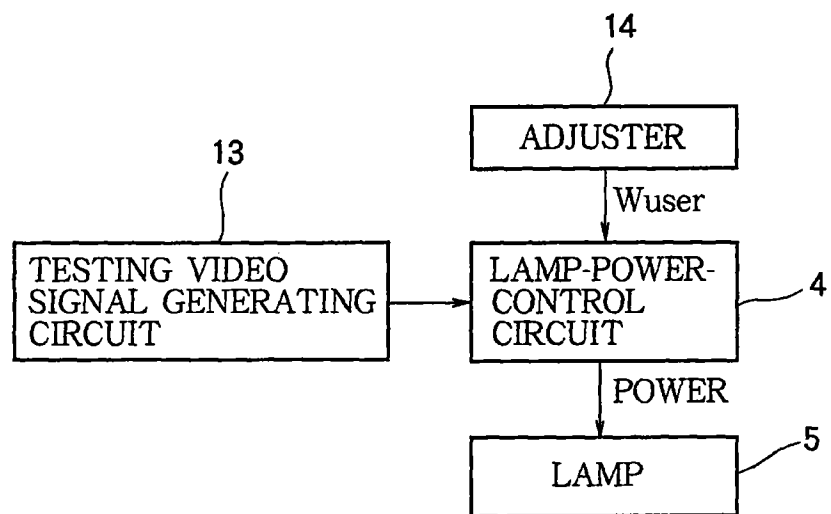 14
ADJUSTER
13
Wuser
TESTING VIDEO
SIGNAL GENERATING
CIRCUIT
LAMP-POWER-
CONTROL
CIRCUIT
4
POWER
LAMP
5